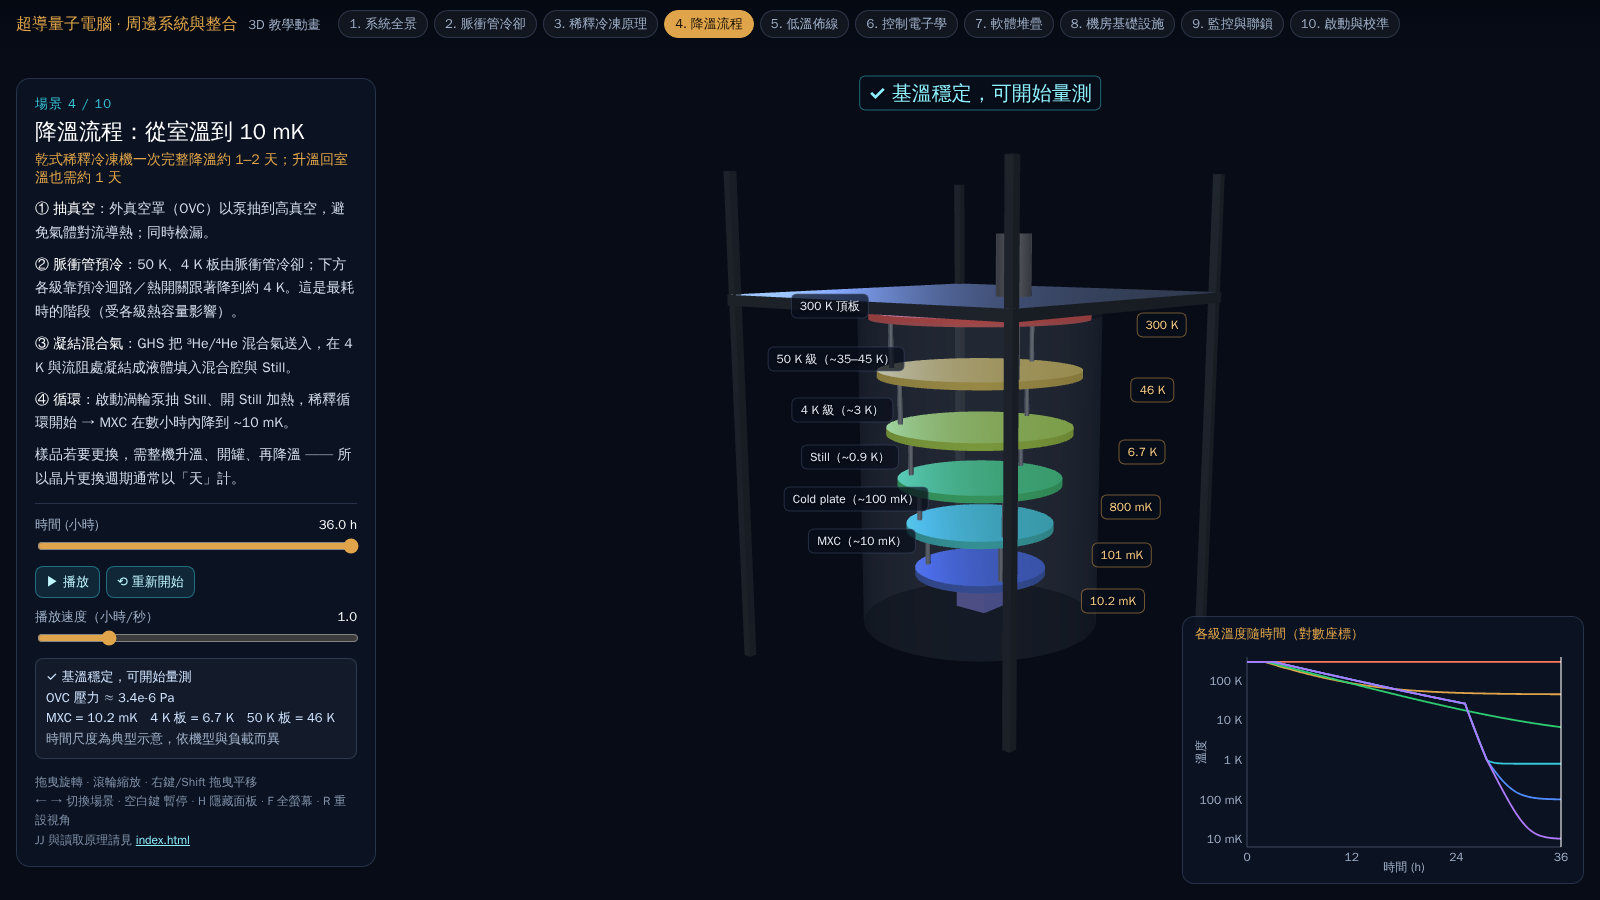 超導量子電腦 · 周邊系統與整合 3D 教學動畫 1. 系統全景 2. 脈衝管冷卻 3. 稀釋冷凍原理 4. 降溫流程 5. 低溫佈線 6. 控制電子學 7. 軟體堆疊 8. 機房基礎設施 9. 監控與聯鎖 10. 啟動與校準
場景 4 / 10
降溫流程：從室溫到 10 mK
乾式稀釋冷凍機一次完整降溫約 1–2 天；升溫回室
溫也需約 1 天
① 抽真空：外真空罩（OVC）以泵抽到高真空，避
免氣體對流導熱；同時檢漏。
② 脈衝管預冷：50 K、4 K 板由脈衝管冷卻；下方
各級靠預冷迴路／熱開關跟著降到約 4 K。這是最耗
時的階段（受各級熱容量影響）。
③ 凝結混合氣：GHS 把 ³He/⁴He 混合氣送入，在 4
K 與流阻處凝結成液體填入混合腔與 Still。
④ 循環：啟動渦輪泵抽 Still、開 Still 加熱，稀釋循
環開始 → MXC 在數小時內降到 ~10 mK。
樣品若要更換，需整機升溫、開罐、再降溫 —— 所
以晶片更換週期通常以「天」計。
時間 (小時) 36.0 h
▶ 播放 ⟲ 重新開始
播放速度（小時/秒） 1.0
✓ 基溫穩定，可開始量測
OVC 壓力 ≈ 3.4e-6 Pa
MXC = 10.2 mK 4 K 板 = 6.7 K 50 K 板 = 46 K
時間尺度為典型示意，依機型與負載而異
拖曳旋轉 · 滾輪縮放 · 右鍵/Shift 拖曳平移
← → 切換場景 · 空白鍵 暫停 · H 隱藏面板 · F 全螢幕 · R 重
設視角
JJ 與讀取原理請見 index.html
✓ 基溫穩定，可開始量測
300 K 頂板
300 K
50 K 級（~35–45 K）
46 K
4 K 級（~3 K）
6.7 K
Still（~0.9 K）
Cold plate（~100 mK）
800 mK
MXC（~10 mK）
101 mK
10.2 mK
各級溫度隨時間（對數座標）
100 K
10 K
1 K
100 mK
10 mK
溫度
0 12 24 36
時間 (h)